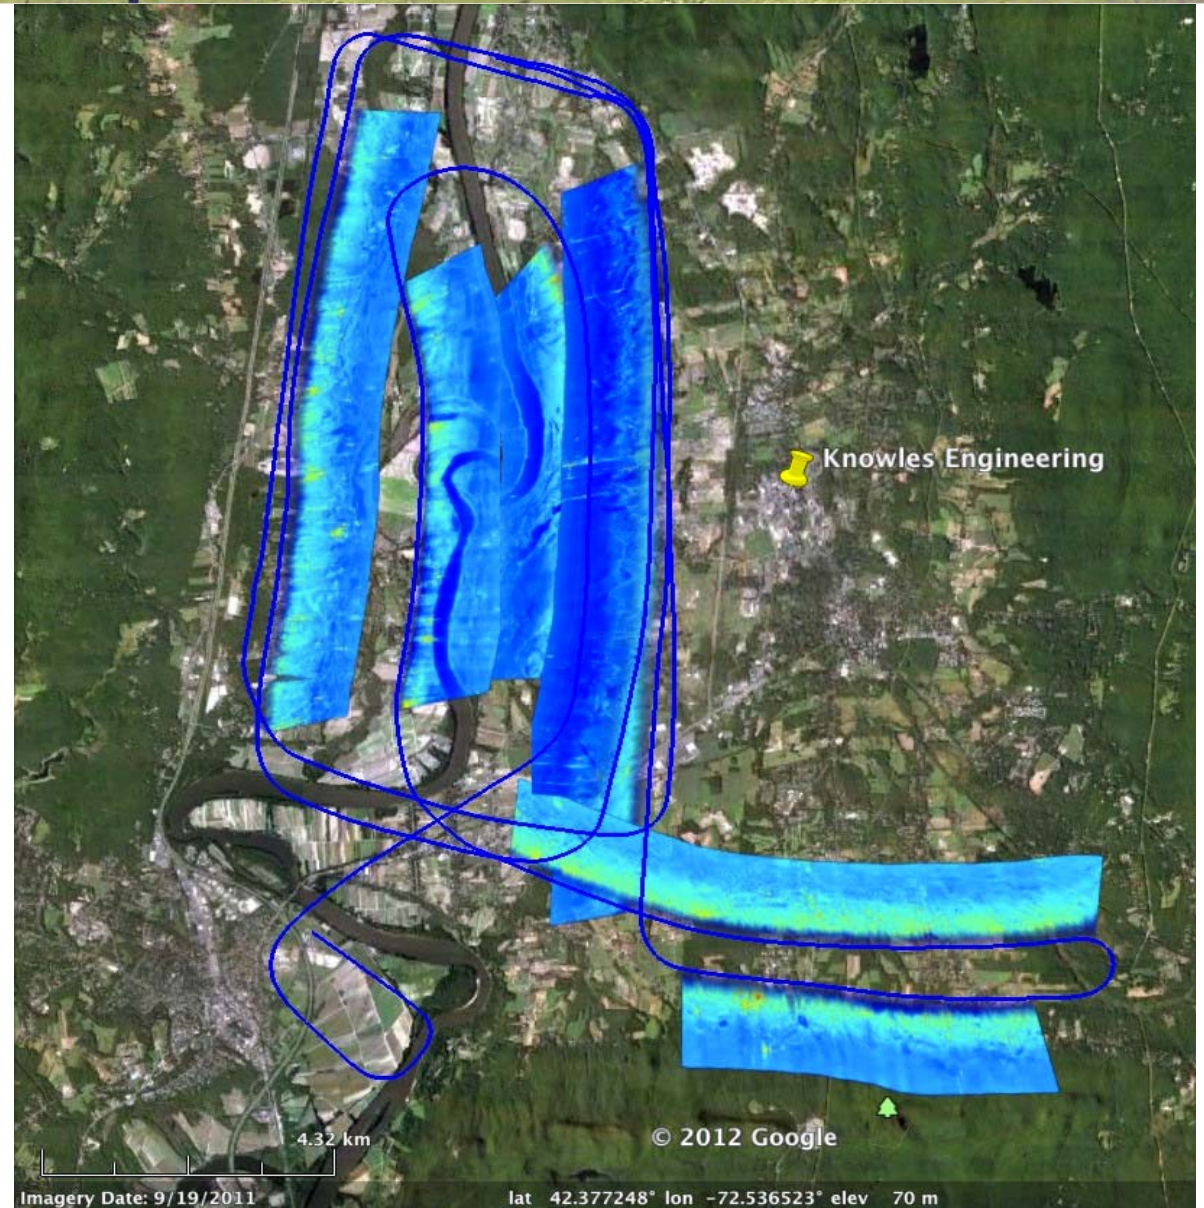 Knowles Engineering
4.32 km
© 2012 Google
Imagery Date: 9/19/2011
lat 42.377248° lon -72.536523° elev 70 m